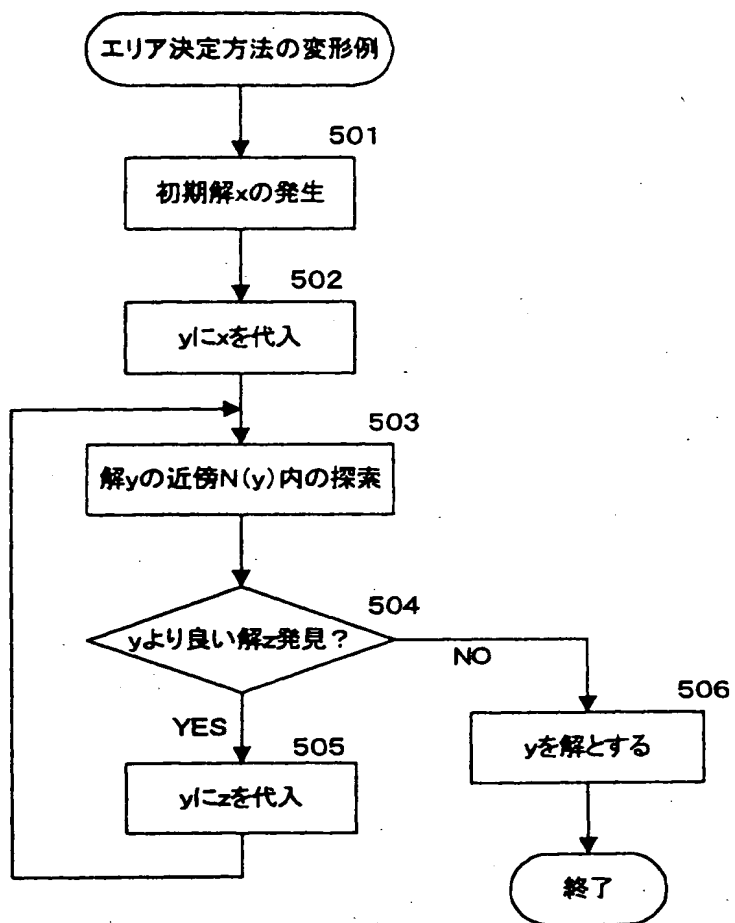 エリア決定方法の変形例
501
初期解xの発生
502
yにxを代入
503
解yの近傍N(y)内の探索
504
yより良い解z発見？
NO
YES
505
yにzを代入
506
yを解とする
終了